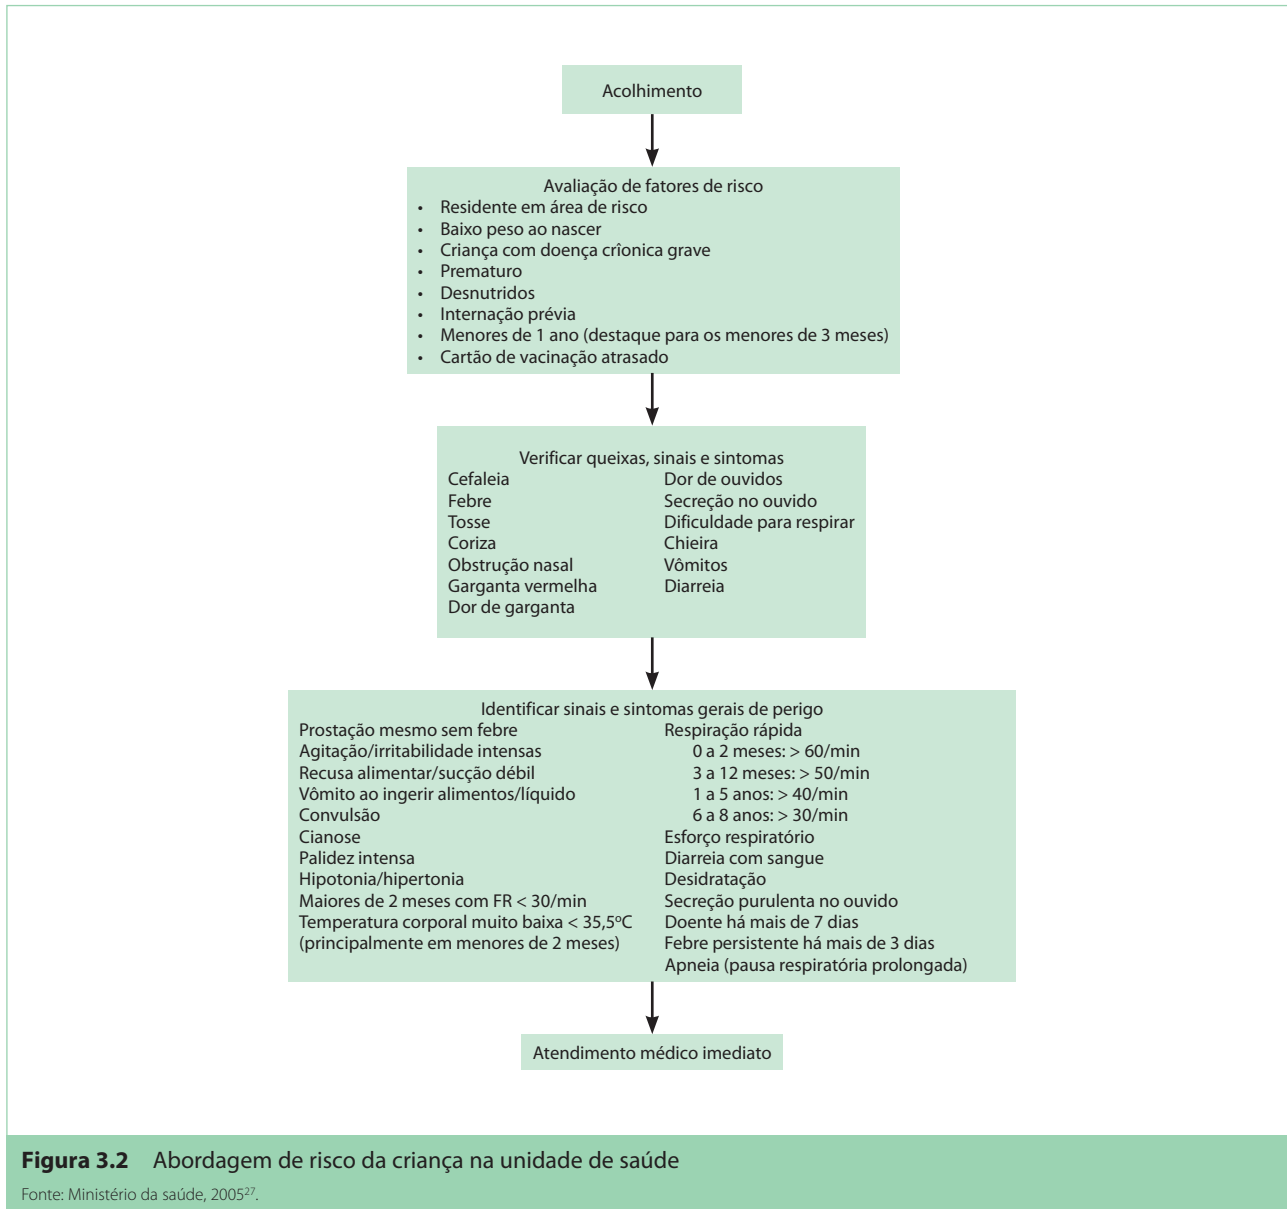 Acolhimento
Avaliação de fatores de risco
• Residente em área de risco
• Baixo peso ao nascer
• Criança com doença crîonica grave
• Prematuro
• Desnutridos
• Internação prévia
• Menores de 1 ano (destaque para os menores de 3 meses)
• Cartão de vacinação atrasado
Verificar queixas, sinais e sintomas
Cefaleia
Febre
Tosse
Coriza
Obstrução nasal
Garganta vermelha
Dor de garganta
Dor de ouvidos
Secreção no ouvido
Dificuldade para respirar
Chieira
Vômitos
Diarreia
Identificar sinais e sintomas gerais de perigo
Prostação mesmo sem febre
Agitação/irritabilidade intensas
Recusa alimentar/sucção débil
Vômito ao ingerir alimentos/líquido
Convulsão
Cianose
Palidez intensa
Hipotonia/hipertonia
Maiores de 2 meses com FR < 30/min
Temperatura corporal muito baixa < 35,5ºC
(principalmente em menores de 2 meses)
Respiração rápida
0 a 2 meses: > 60/min
3 a 12 meses: > 50/min
1 a 5 anos: > 40/min
6 a 8 anos: > 30/min
Esforço respiratório
Diarreia com sangue
Desidratação
Secreção purulenta no ouvido
Doente há mais de 7 dias
Febre persistente há mais de 3 dias
Apneia (pausa respiratória prolongada)
Atendimento médico imediato
Figura 3.2 Abordagem de risco da criança na unidade de saúde
Fonte: Ministério da saúde, 2005²⁷.